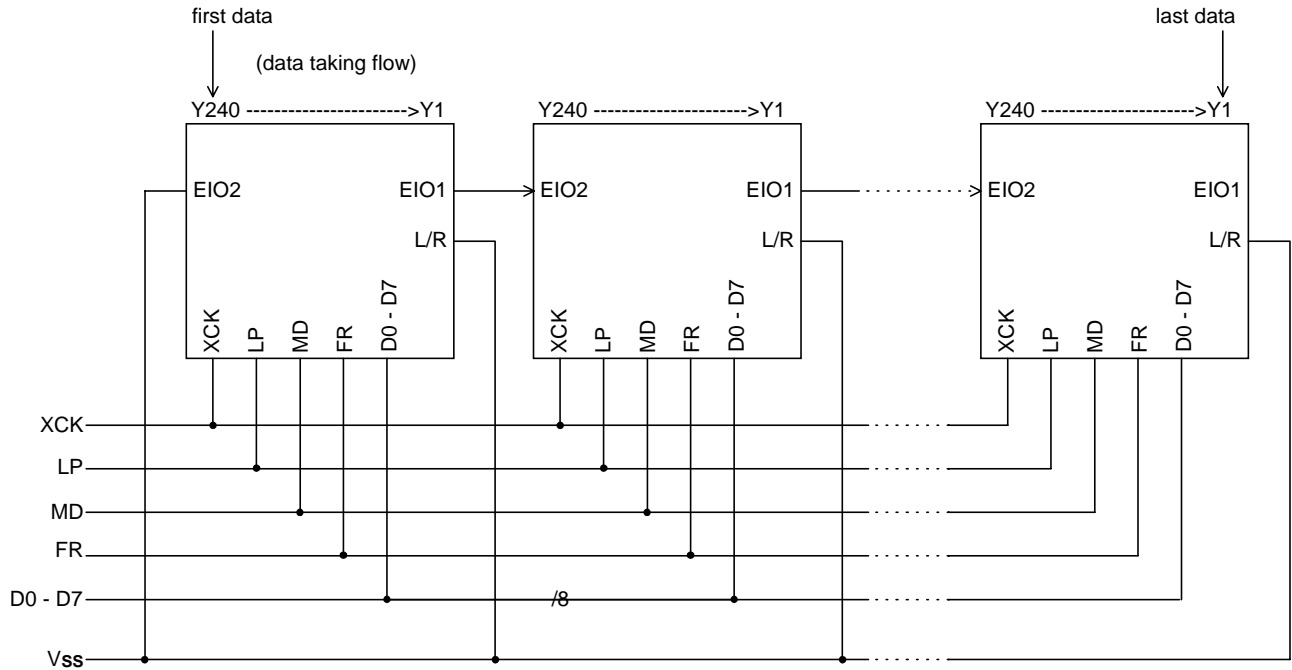 first data
last data
(data taking flow)
Y240 ---------------------->Y1
Y240 ---------------------->Y1
Y240 ---------------------->Y1
EIO2
EIO1
EIO2
EIO1
EIO2
EIO1
L/R
L/R
L/R
XCK
LP
MD
FR
D0 - D7
XCK
LP
MD
FR
D0 - D7
XCK
LP
MD
FR
D0 - D7
XCK
LP
MD
FR
D0 - D7
/8
Vss